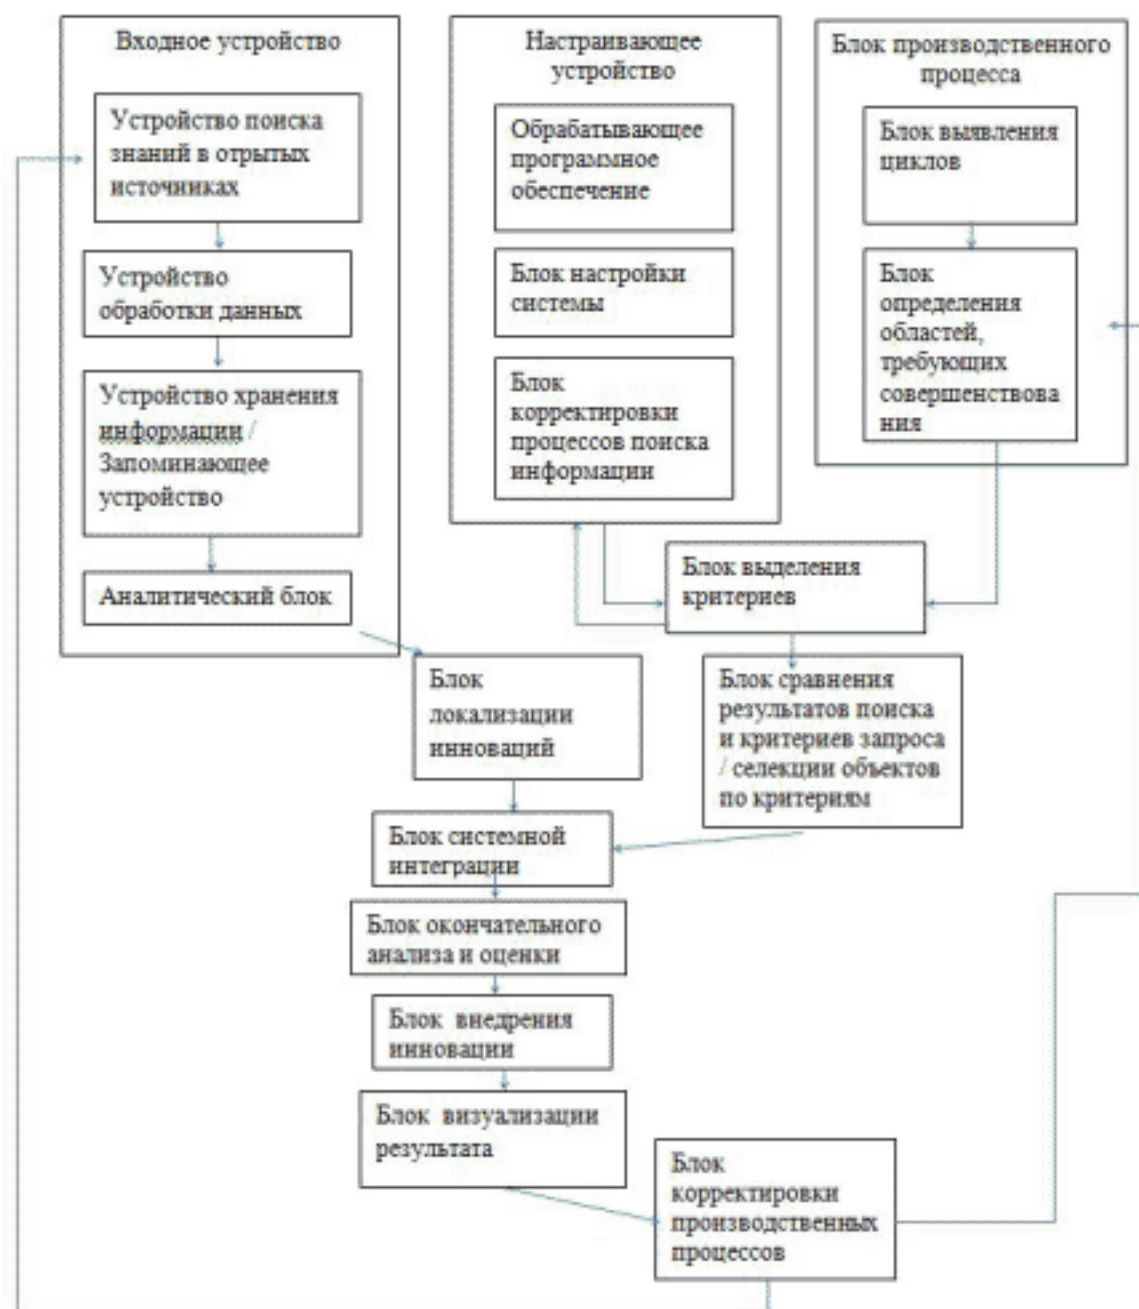 Входное устройство
Устройство поиска
знаний в отрытых
источниках
Устройство
обработки данных
Устройство хранения
информации /
Запоминающее
устройство
Аналитический блок
Настраивающее
устройство
Обрабатывающее
программное
обеспечение
Блок настройки
системы
Блок
корректировки
процессов поиска
информации
Блок производственного
процесса
Блок выявления
циклов
Блок
определения
областей,
требующих
совершенствова
ния
Блок выделения
критериев
Блок
локализации
инноваций
Блок сравнения
результатов поиска
и критериев запроса
/ селекции объектов
по критериям
Блок системной
интеграции
Блок окончательного
анализа и оценки
Блок внедрения
инновации
Блок визуализации
результата
Блок
корректировки
производственных
процессов